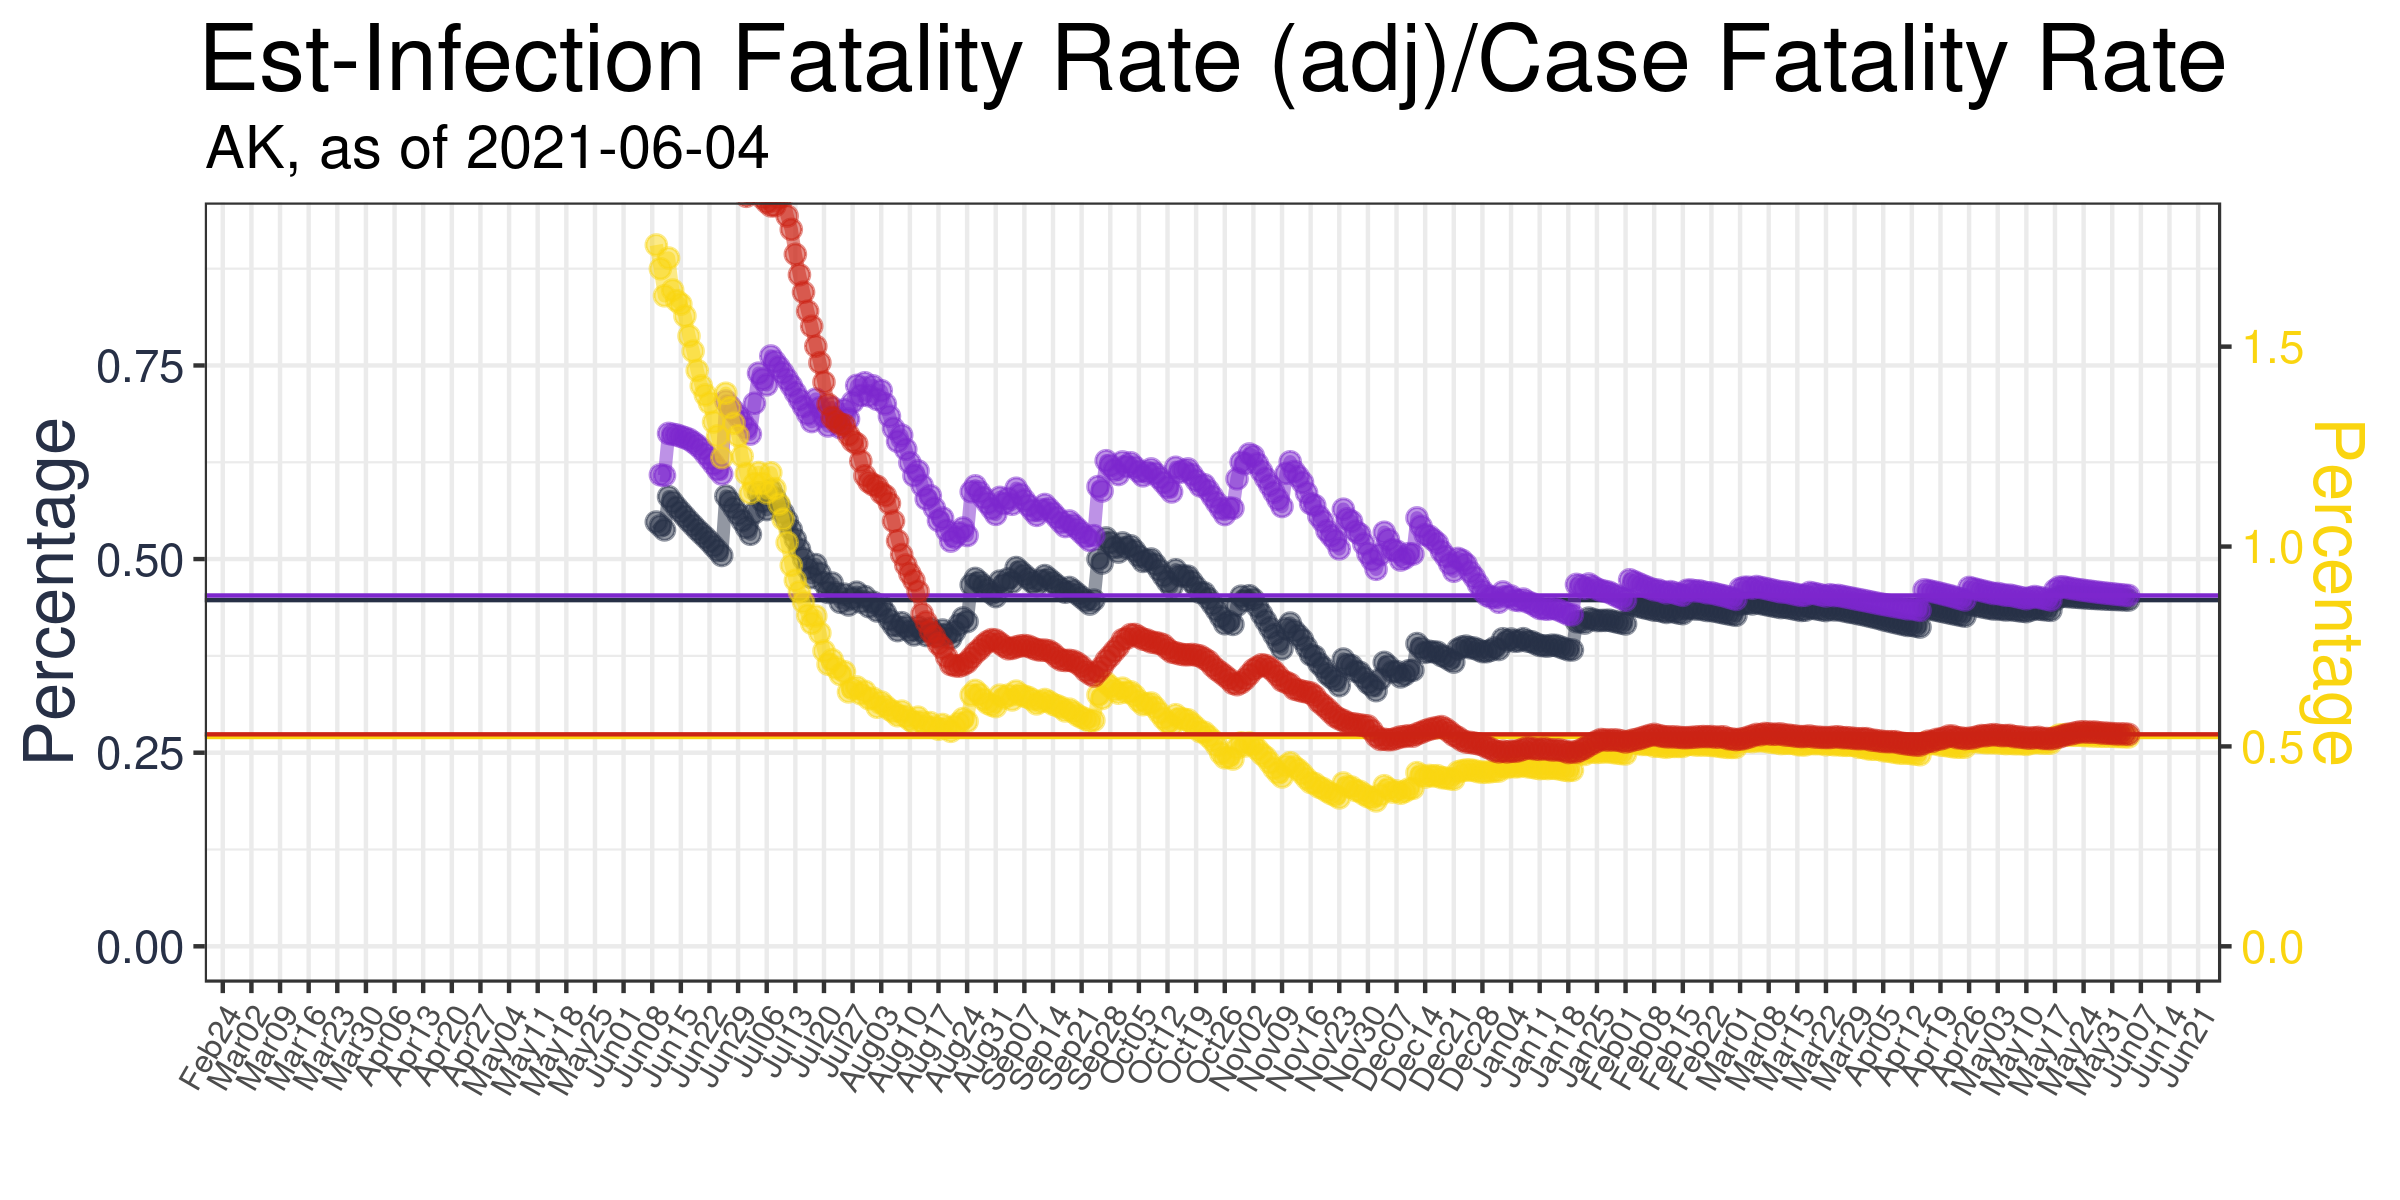 Est-Infection Fatality Rate (adj)/Case Fatality Rate
AK, as of 2021-06-04
Percentage
0.75
0.50
0.25
0.00
1.5
1.0
0.5
0.0
Percentage
Feb24
Mar02
Mar09
Mar16
Mar23
Mar30
Apr06
Apr13
Apr20
Apr27
May04
May11
May18
May25
Jun01
Jun08
Jun15
Jun22
Jun29
Jul06
Jul13
Jul20
Jul27
Aug03
Aug10
Aug17
Aug24
Aug31
Sep07
Sep14
Sep21
Sep28
Oct05
Oct12
Oct19
Oct26
Nov02
Nov09
Nov16
Nov23
Nov30
Dec07
Dec14
Dec21
Dec28
Jan04
Jan11
Jan18
Jan25
Feb01
Feb08
Feb15
Feb22
Mar01
Mar08
Mar15
Mar22
Mar29
Apr05
Apr12
Apr19
Apr26
May03
May10
May17
May24
May31
Jun07
Jun14
Jun21